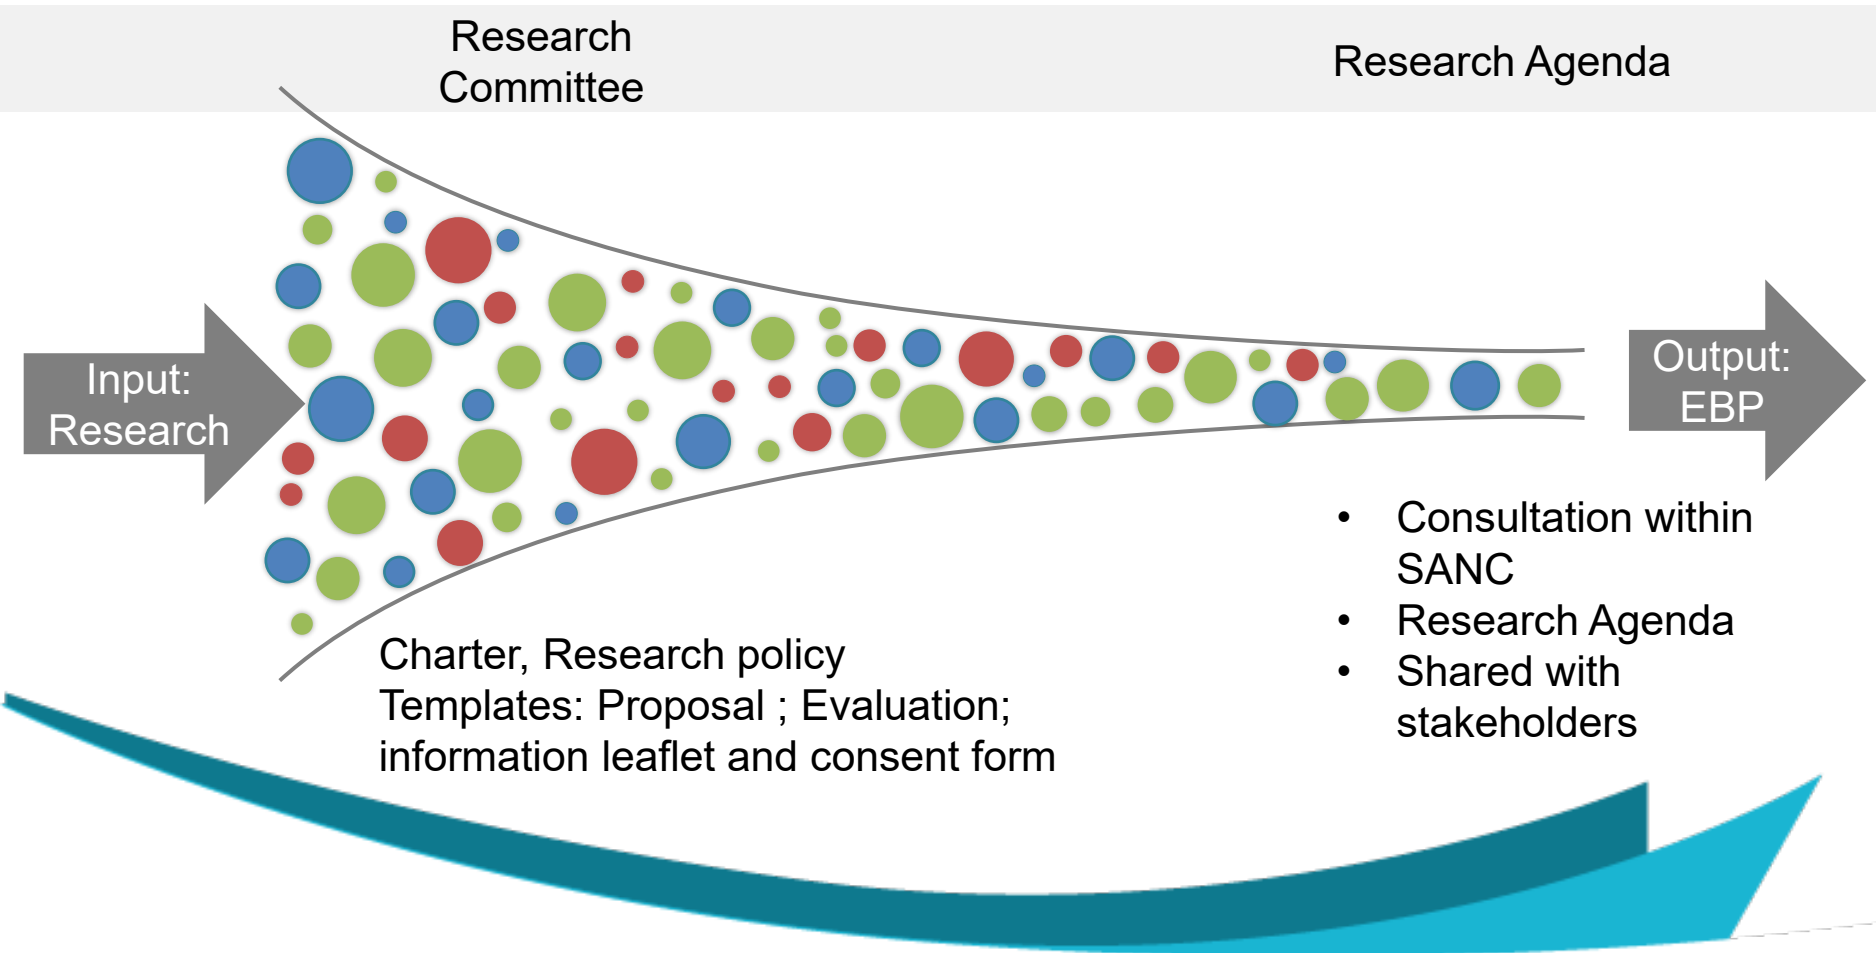 Research
Committee
Research Agenda
Input:
Research
Output:
EBP
Charter, Research policy
Templates: Proposal ; Evaluation;
information leaflet and consent form
• Consultation within
SANC
• Research Agenda
• Shared with
stakeholders